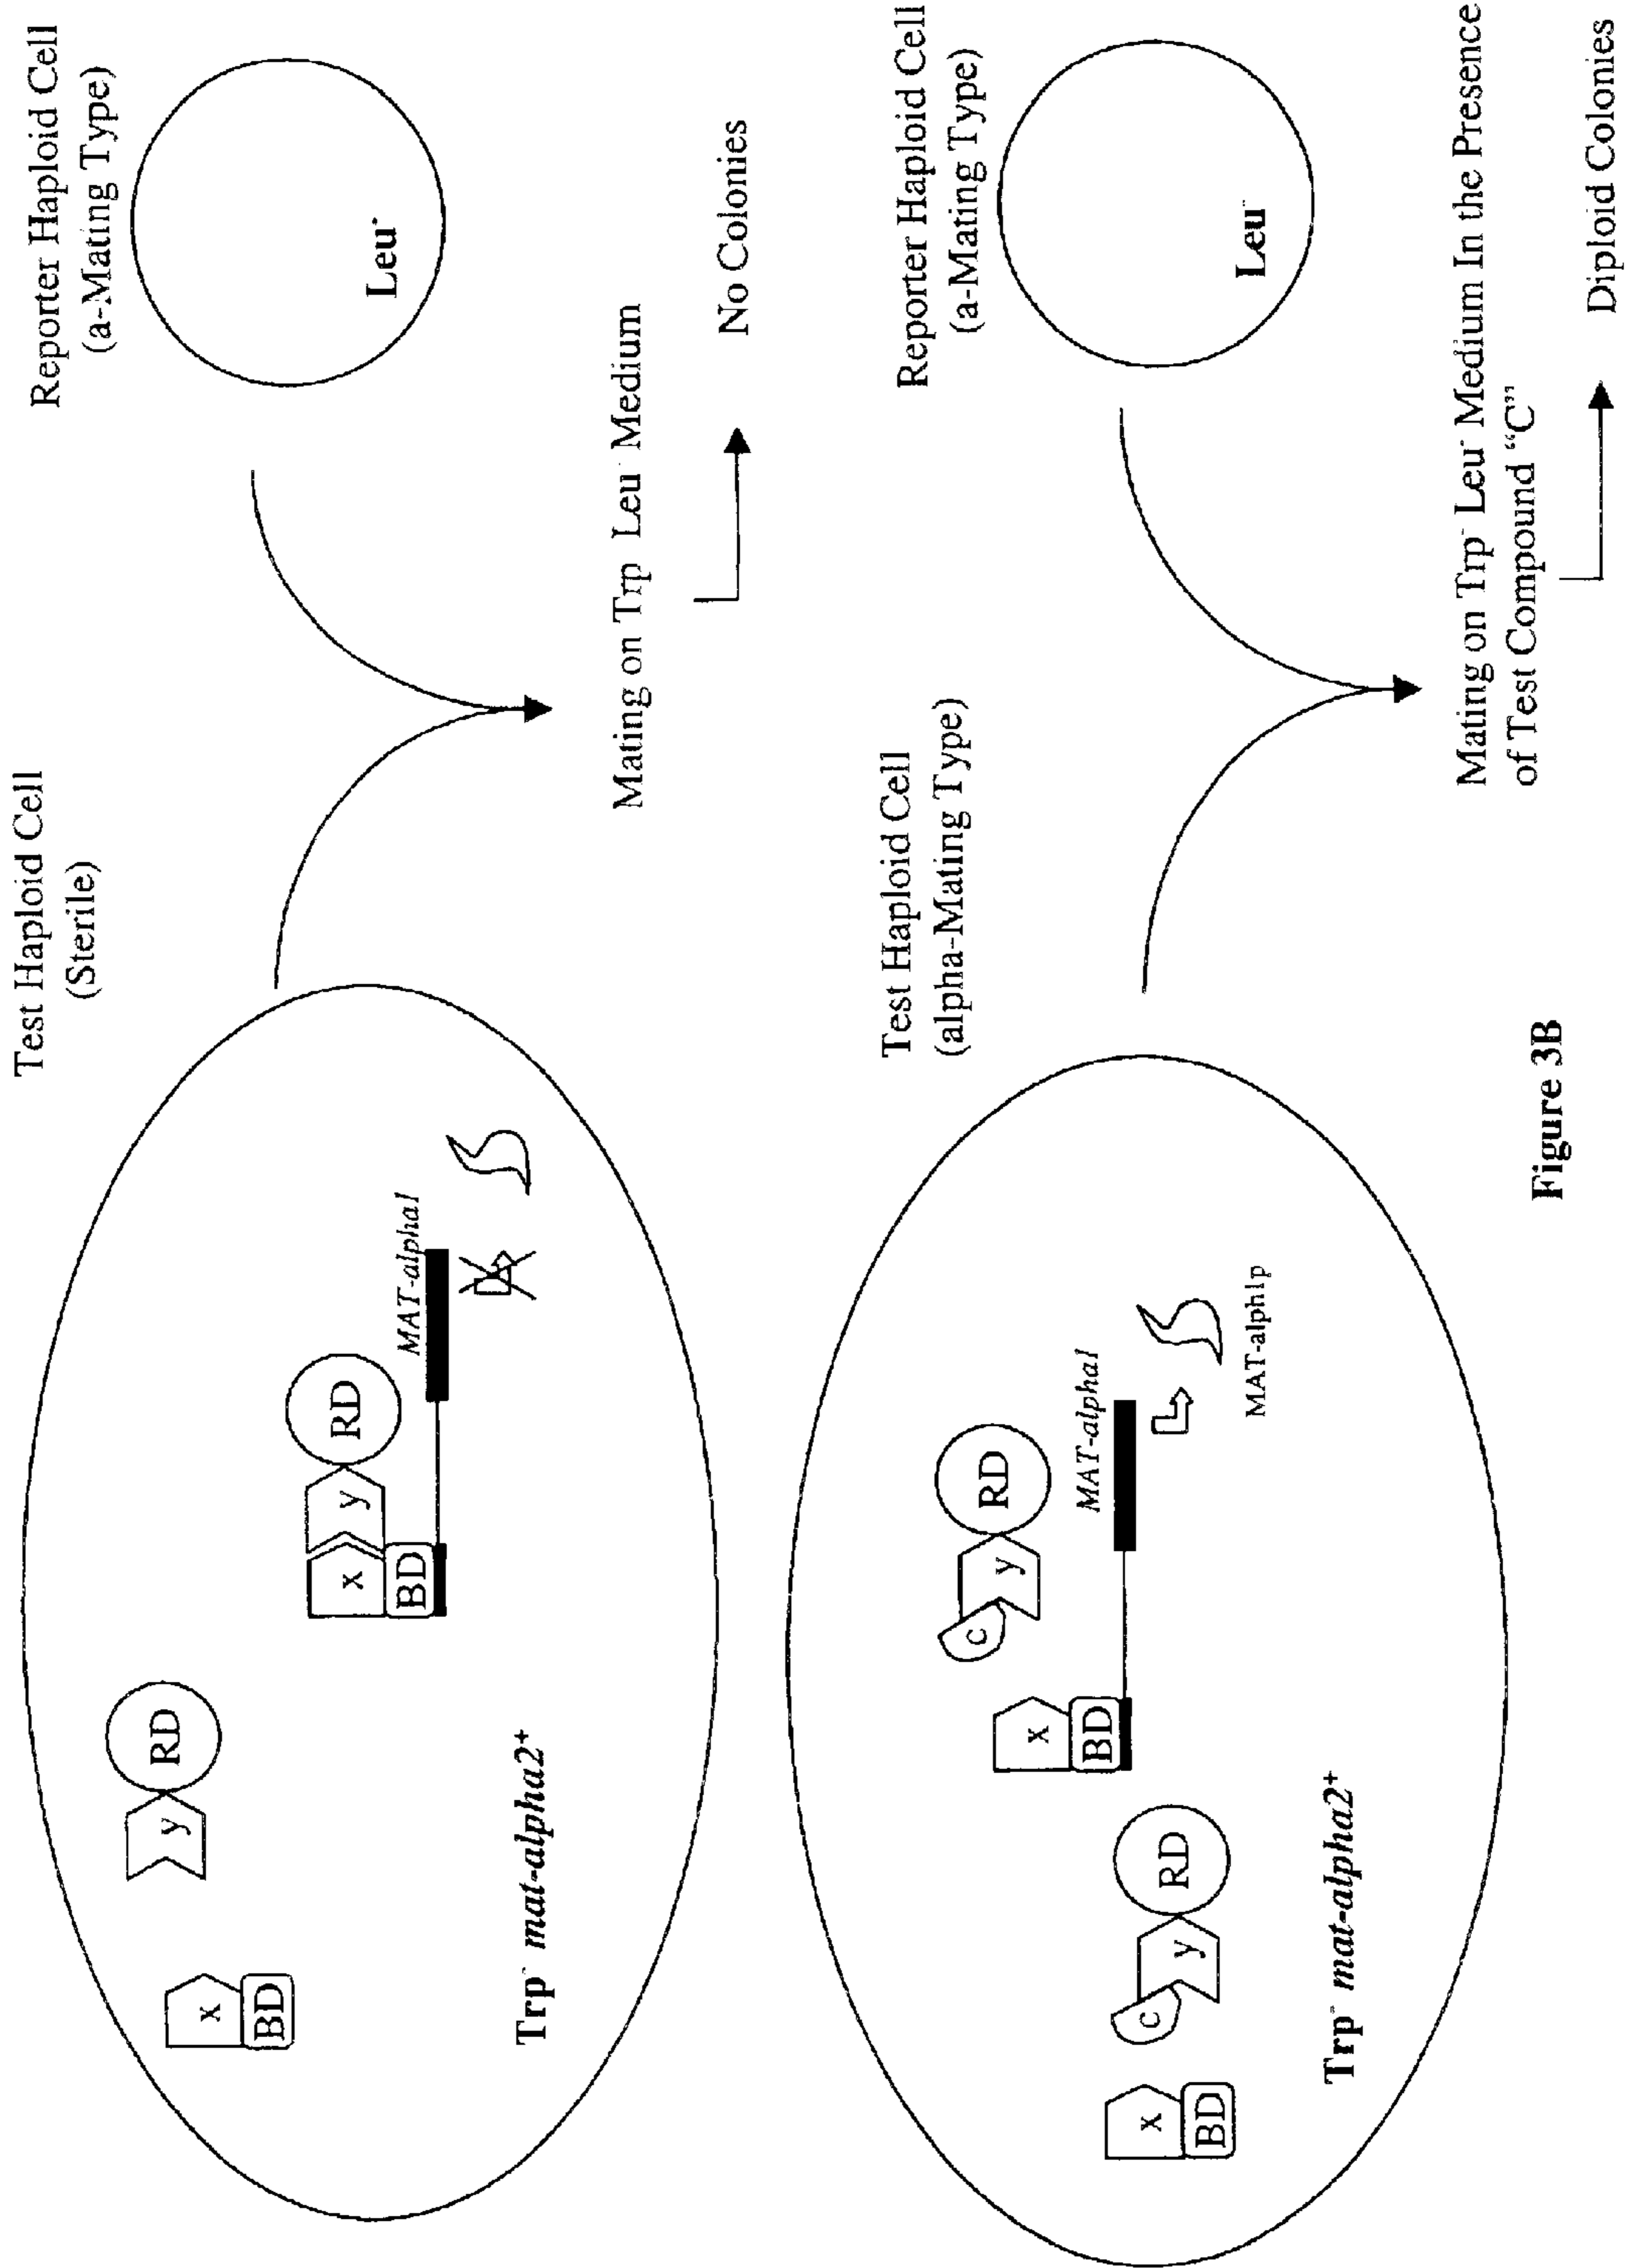 Test Haploid Cell
(Sterile)
Reporter Haploid Cell
(a-Mating Type)
x
BD
y
RD
x
y
RD
BD
MAT-alpha1
Trp⁻ mat-alpha2⁺
Leu⁻
Mating on Trp Leu⁻ Medium
No Colonies
Test Haploid Cell
(alpha-Mating Type)
Reporter Haploid Cell
(a-Mating Type)
x
BD
c
y
RD
x
BD
c
y
RD
MAT-alpha1
MAT-alph1p
Trp⁻ mat-alpha2⁺
Leu⁻
Mating on Trp⁻ Leu⁻ Medium In the Presence
of Test Compound “C”
Diploid Colonies
Figure 3B